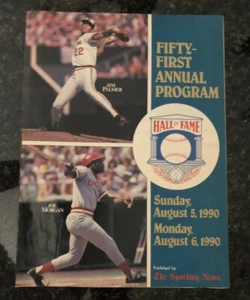 FIFTY-
FIRST
ANNUAL
PROGRAM
22
JIM
PALMER
HALL OF FAME
JOE
MORGAN
Sunday,
August 5, 1990
Monday,
August 6, 1990
Published by
The Sporting News